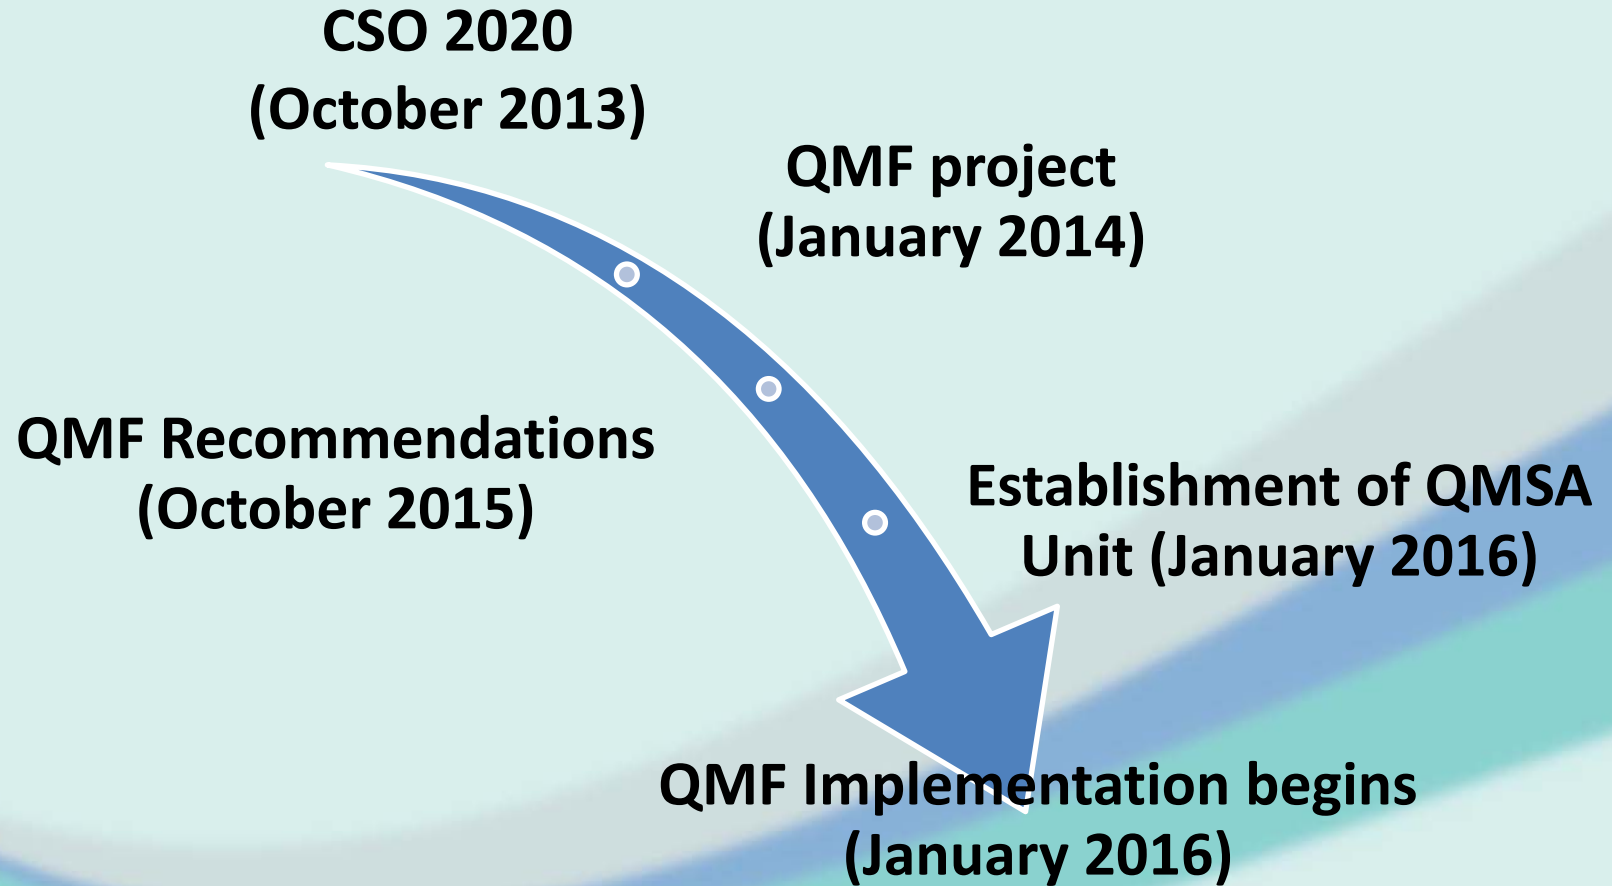 CSO 2020
(October 2013)
QMF project
(January 2014)
QMF Recommendations
(October 2015)
Establishment of QMSA
Unit (January 2016)
QMF Implementation begins
(January 2016)